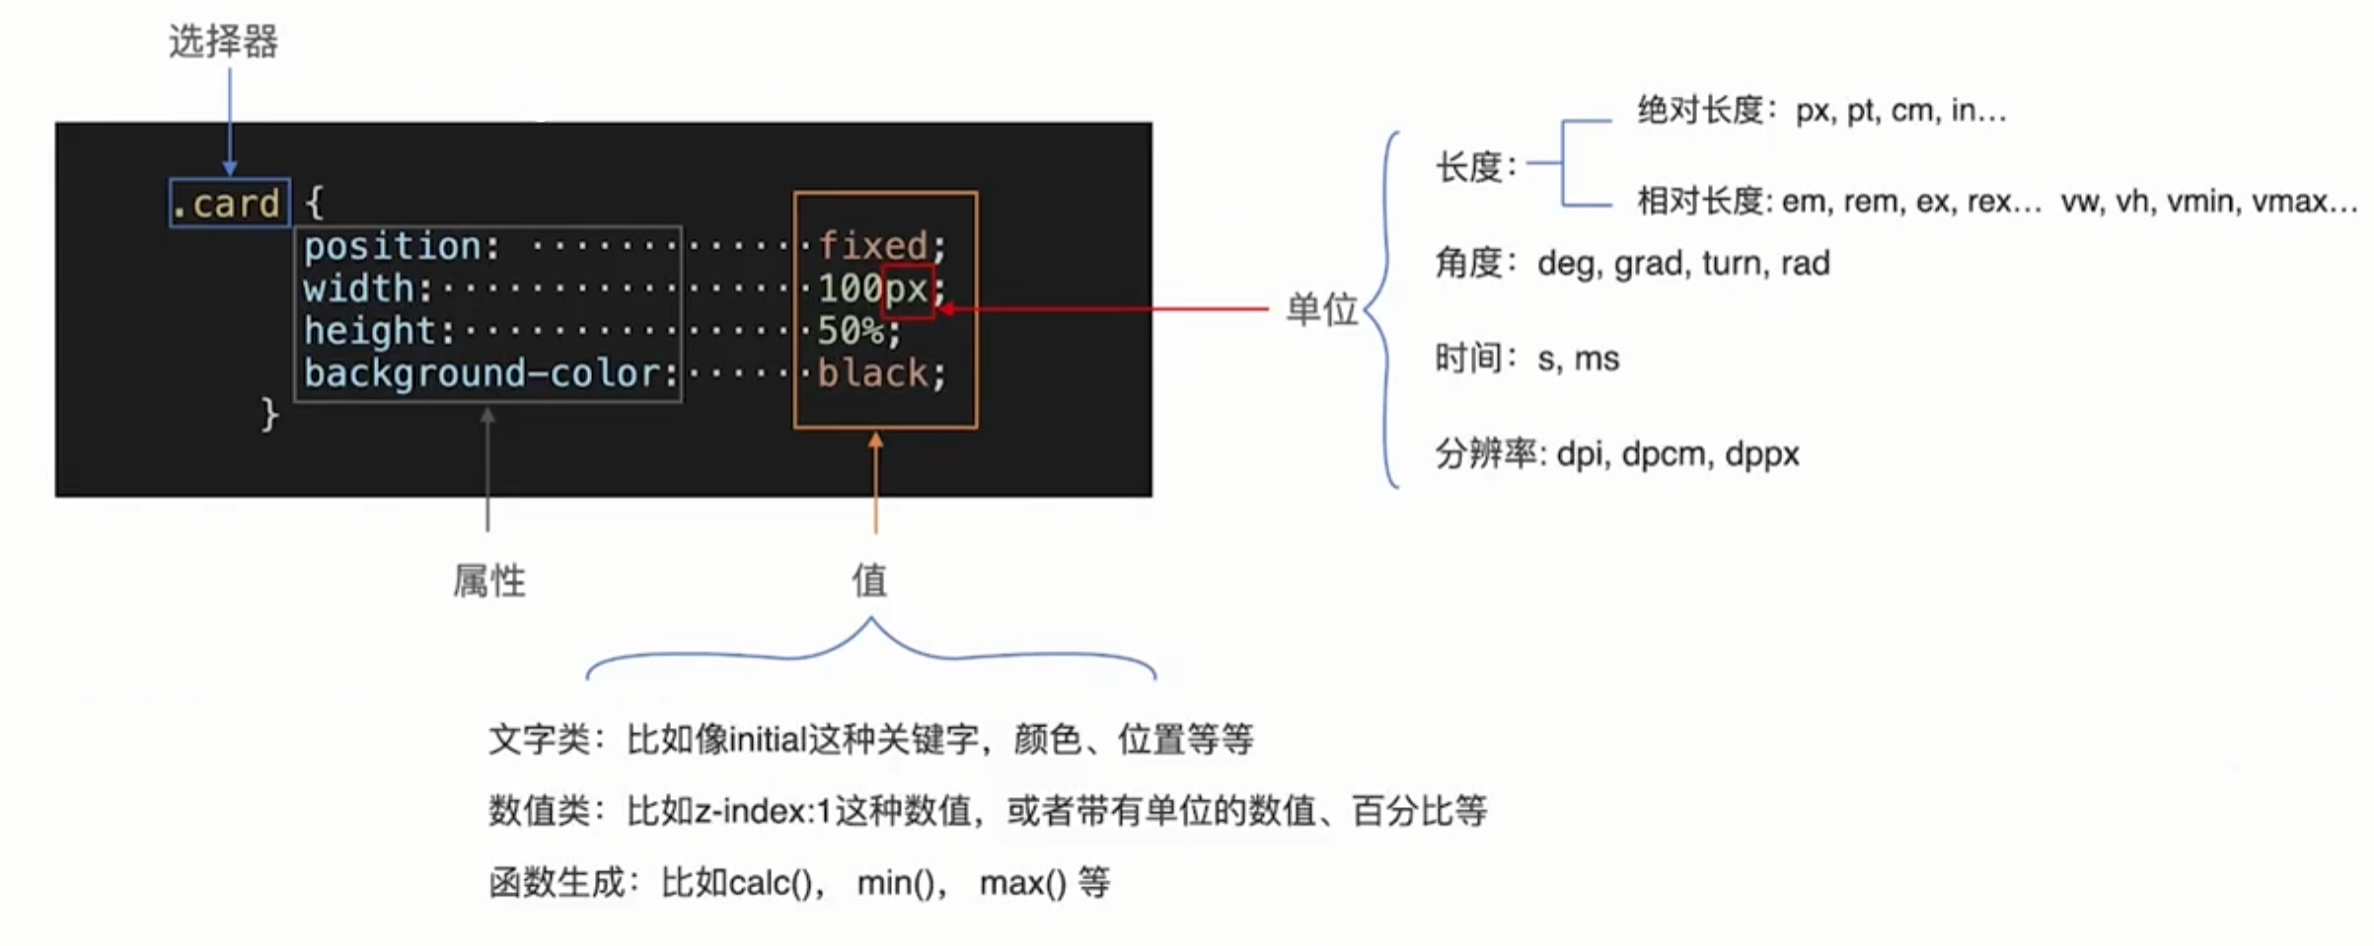 选择器
.card {
position: ············· fixed;
width:·················100px;
height:················50%;
background-color:······black;
}
属性
值
单位
长度：
绝对长度：px, pt, cm, in…
相对长度: em, rem, ex, rex… vw, vh, vmin, vmax…
角度：deg, grad, turn, rad
时间：s, ms
分辨率: dpi, dpcm, dppx
文字类：比如像initial这种关键字，颜色、位置等等
数值类：比如z-index:1这种数值，或者带有单位的数值、百分比等
函数生成：比如calc()， min()， max() 等